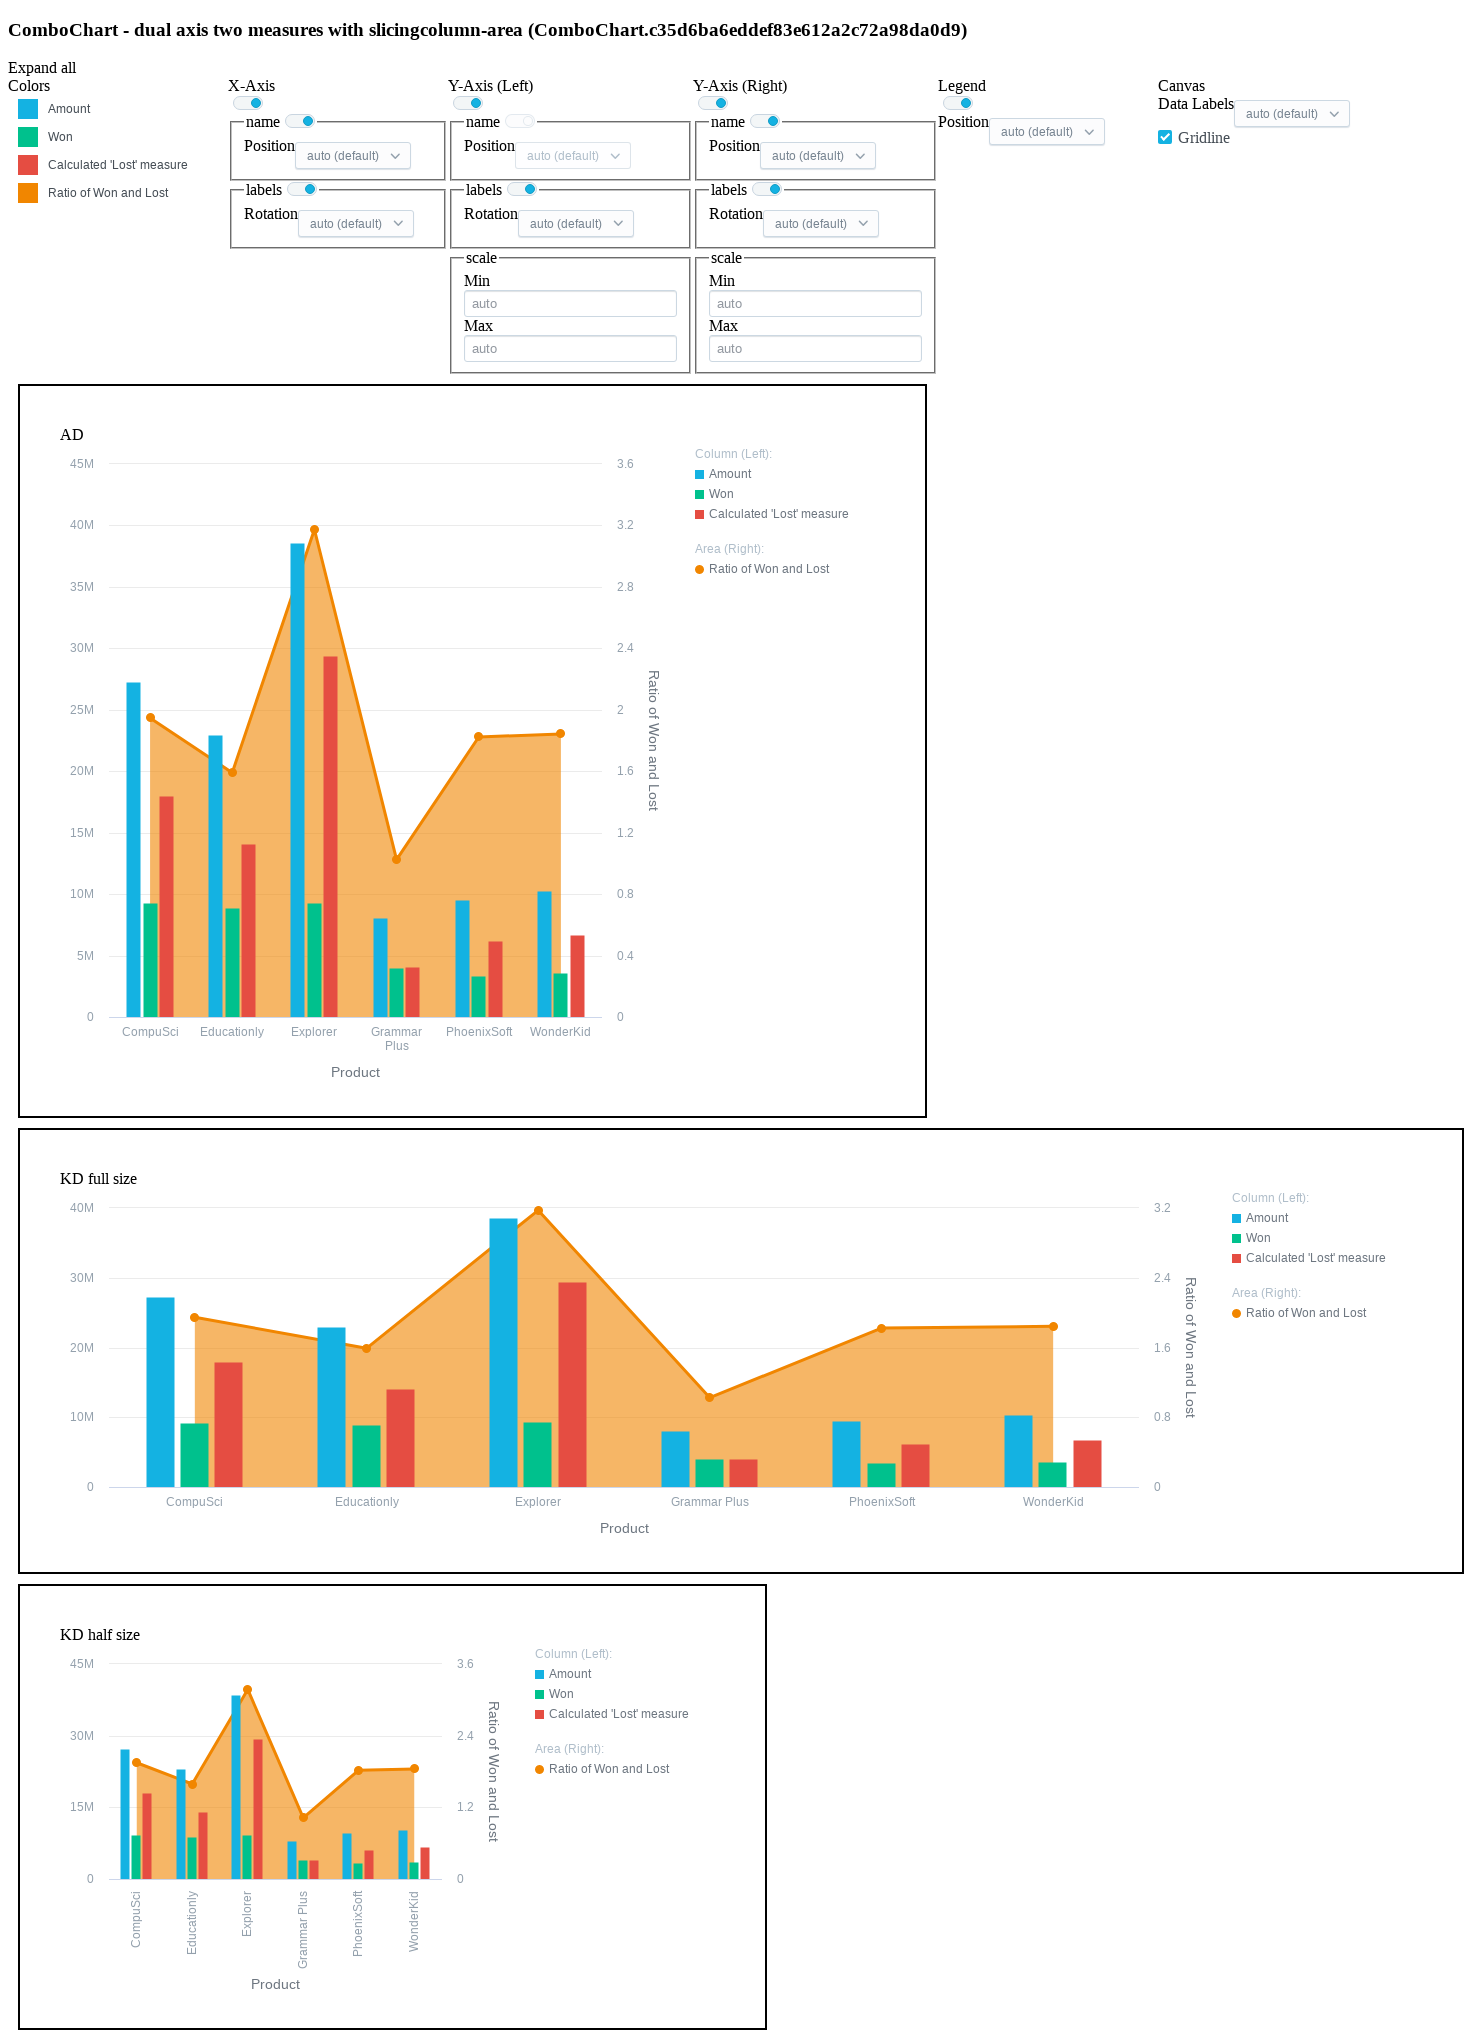 ComboChart - dual axis two measures with slicingcolumn-area (ComboChart.c35d6ba6eddef83e612a2c72a98da0d9)
Expand all
Colors
Amount
Won
Calculated 'Lost' measure
Ratio of Won and Lost
X-Axis
name
Position auto (default)
labels
Rotation auto (default)
Y-Axis (Left)
name
Position auto (default)
labels
Rotation auto (default)
scale
Min
auto
Max
auto
Y-Axis (Right)
name
Position auto (default)
labels
Rotation auto (default)
scale
Min
auto
Max
auto
Legend
Position auto (default)
Canvas
Data Labels auto (default)
Gridline
AD
45M
40M
35M
30M
25M
20M
15M
10M
5M
0
3.6
3.2
2.8
2.4
2
1.6
1.2
0.8
0.4
0
Ratio of Won and Lost
CompuSci Educationly Explorer Grammar PhoenixSoft WonderKid
Plus
Product
Column (Left):
Amount
Won
Calculated 'Lost' measure
Area (Right):
Ratio of Won and Lost
KD full size
40M
30M
20M
10M
0
3.2
2.4
1.6
0.8
0
Ratio of Won and Lost
CompuSci Educationly Explorer Grammar Plus PhoenixSoft WonderKid
Product
Column (Left):
Amount
Won
Calculated 'Lost' measure
Area (Right):
Ratio of Won and Lost
KD half size
45M
30M
15M
0
3.6
2.4
1.2
0
Ratio of Won and Lost
CompuSci
Educationly
Explorer
Grammar Plus
PhoenixSoft
WonderKid
Product
Column (Left):
Amount
Won
Calculated 'Lost' measure
Area (Right):
Ratio of Won and Lost